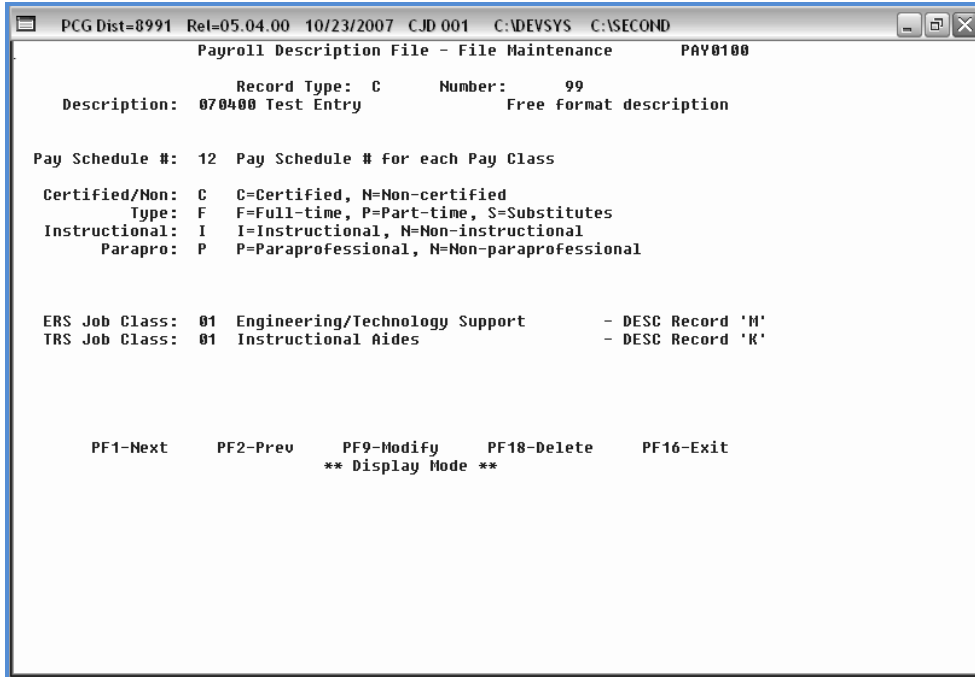 PCG Dist=8991 Rel=05.04.00 10/23/2007 CJD 001 C:\DEVSYS C:\SECOND
Payroll Description File - File Maintenance PAY0100
Record Type: C Number: 99
Description: 070400 Test Entry Free format description
Pay Schedule #: 12 Pay Schedule # for each Pay Class
Certified/Non: C C=Certified, N=Non-certified
Type: F F=Full-time, P=Part-time, S=Substitutes
Instructional: I I=Instructional, N=Non-instructional
Parapro: P P=Paraprofessional, N=Non-paraprofessional
ERS Job Class: 01 Engineering/Technology Support - DESC Record 'M'
TRS Job Class: 01 Instructional Aides - DESC Record 'K'
PF1-Next PF2-Prev PF9-Modify PF18-Delete PF16-Exit
** Display Mode **